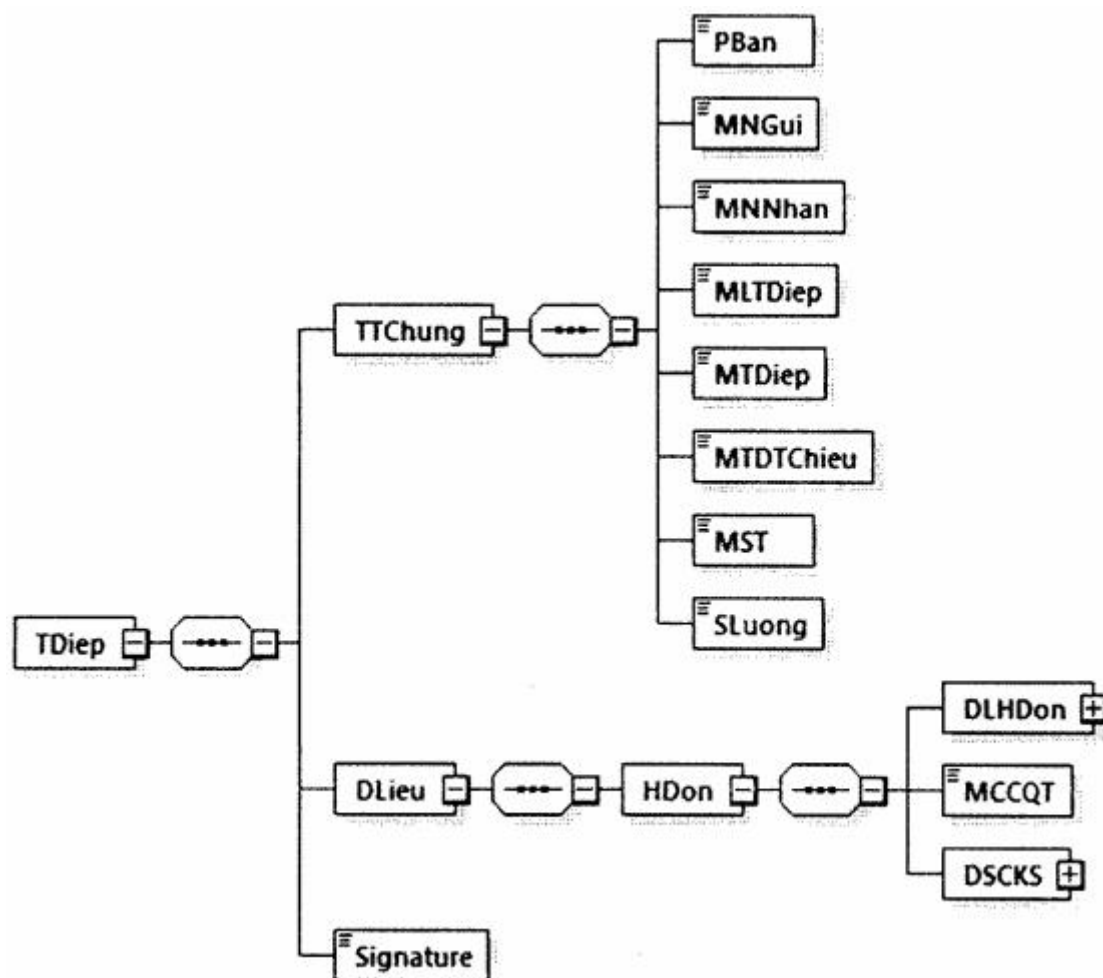 PBan
MNGui
MNNhan
MLTDiep
TTChung
MTDiep
MTDTChieu
MST
SLuong
TDiep
DLHDon
DLieu
HDon
MCCQT
DSCKS
Signature